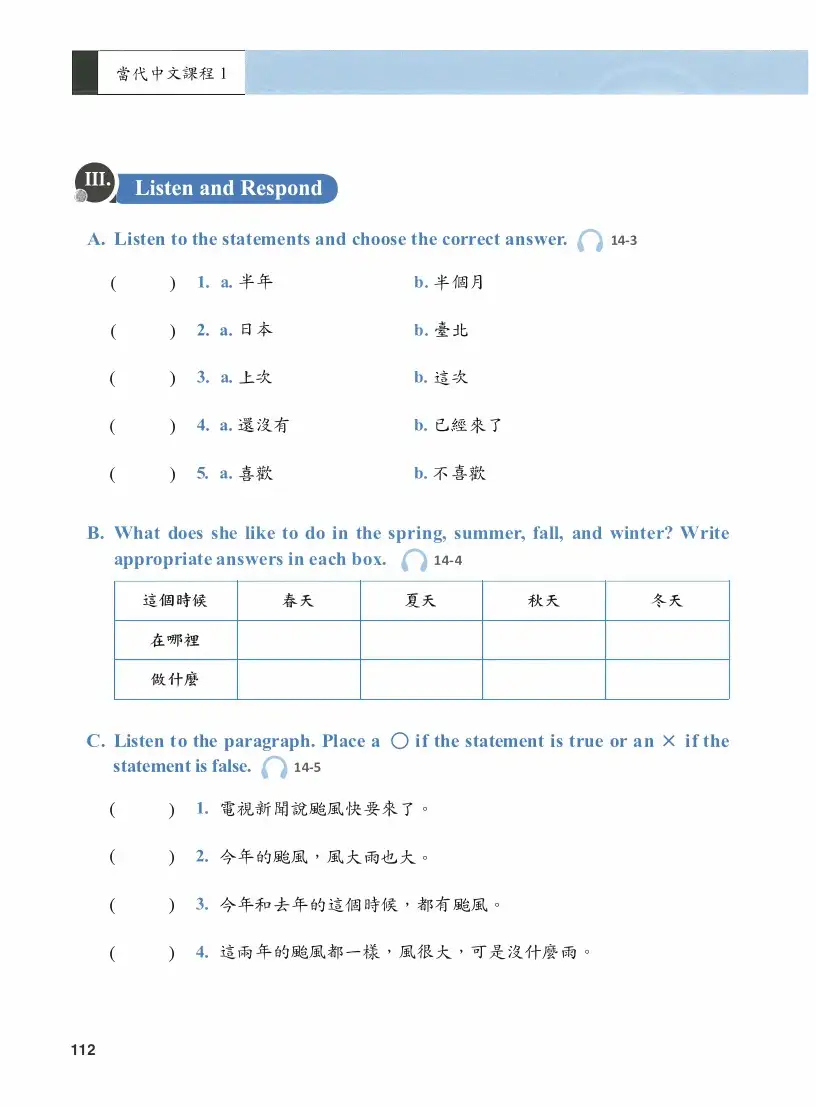 當代中文課程 1
III. Listen and Respond
A. Listen to the statements and choose the correct answer. 14-3
( ) 1. a. 半年 b. 半個月
( ) 2. a. 日本 b. 臺北
( ) 3. a. 上次 b. 這次
( ) 4. a. 還沒有 b. 已經來了
( ) 5. a. 喜歡 b. 不喜歡
B. What does she like to do in the spring, summer, fall, and winter? Write
appropriate answers in each box. 14-4
這個時候 春天 夏天 秋天 冬天
在哪裡
做什麼
C. Listen to the paragraph. Place a ○ if the statement is true or an × if the
statement is false. 14-5
( ) 1. 電視新聞說颱風快要來了。
( ) 2. 今年的颱風，風大雨也大。
( ) 3. 今年和去年的這個時候，都有颱風。
( ) 4. 這兩年的颱風都一樣，風很大，可是沒什麼雨。
112